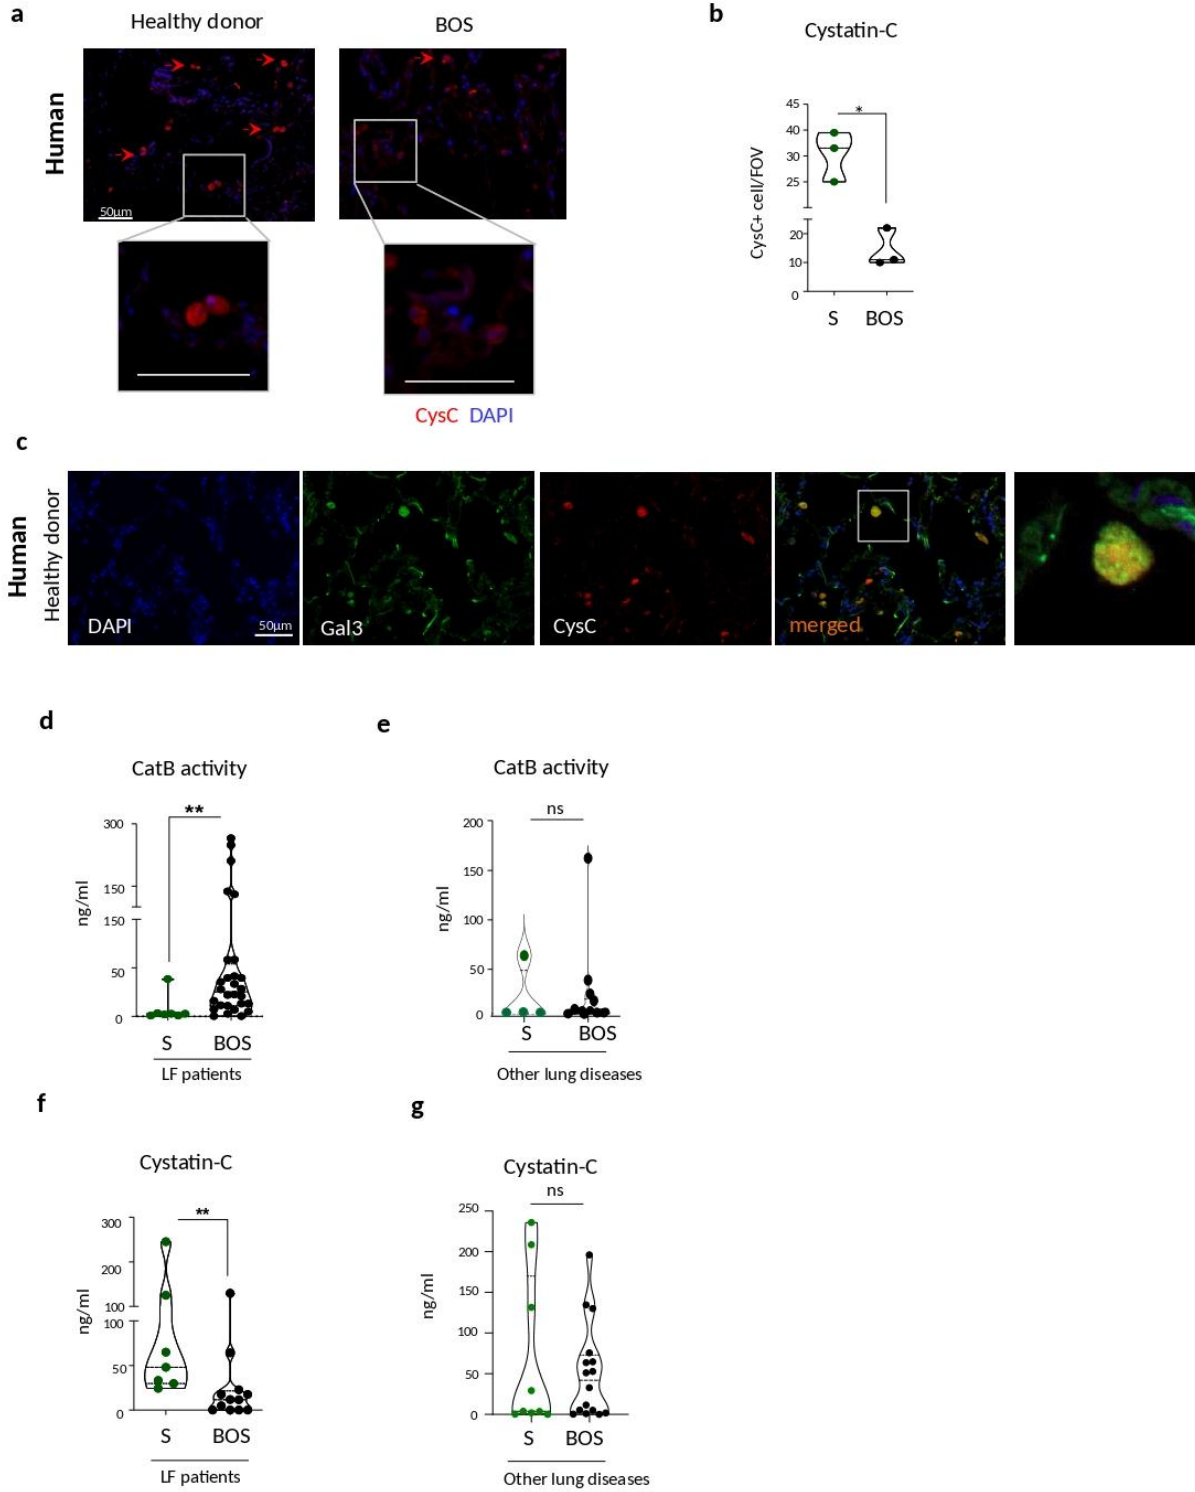 a
Healthy donor
BOS
Human
50μm
CysC DAPI
b
Cystatin-C
CysC+ cell/FOV
45
40
30
25
20
10
0
*
S
BOS
c
Human
Healthy donor
DAPI
50μm
Gal3
CysC
merged
d
CatB activity
**
ng/ml
300
150
150
50
0
S
BOS
LF patients
e
CatB activity
ns
ng/ml
200
150
100
50
0
S
BOS
Other lung diseases
f
Cystatin-C
**
ng/ml
300
200
100
100
50
0
S
BOS
LF patients
g
Cystatin-C
ns
ng/ml
250
200
150
100
50
0
S
BOS
Other lung diseases